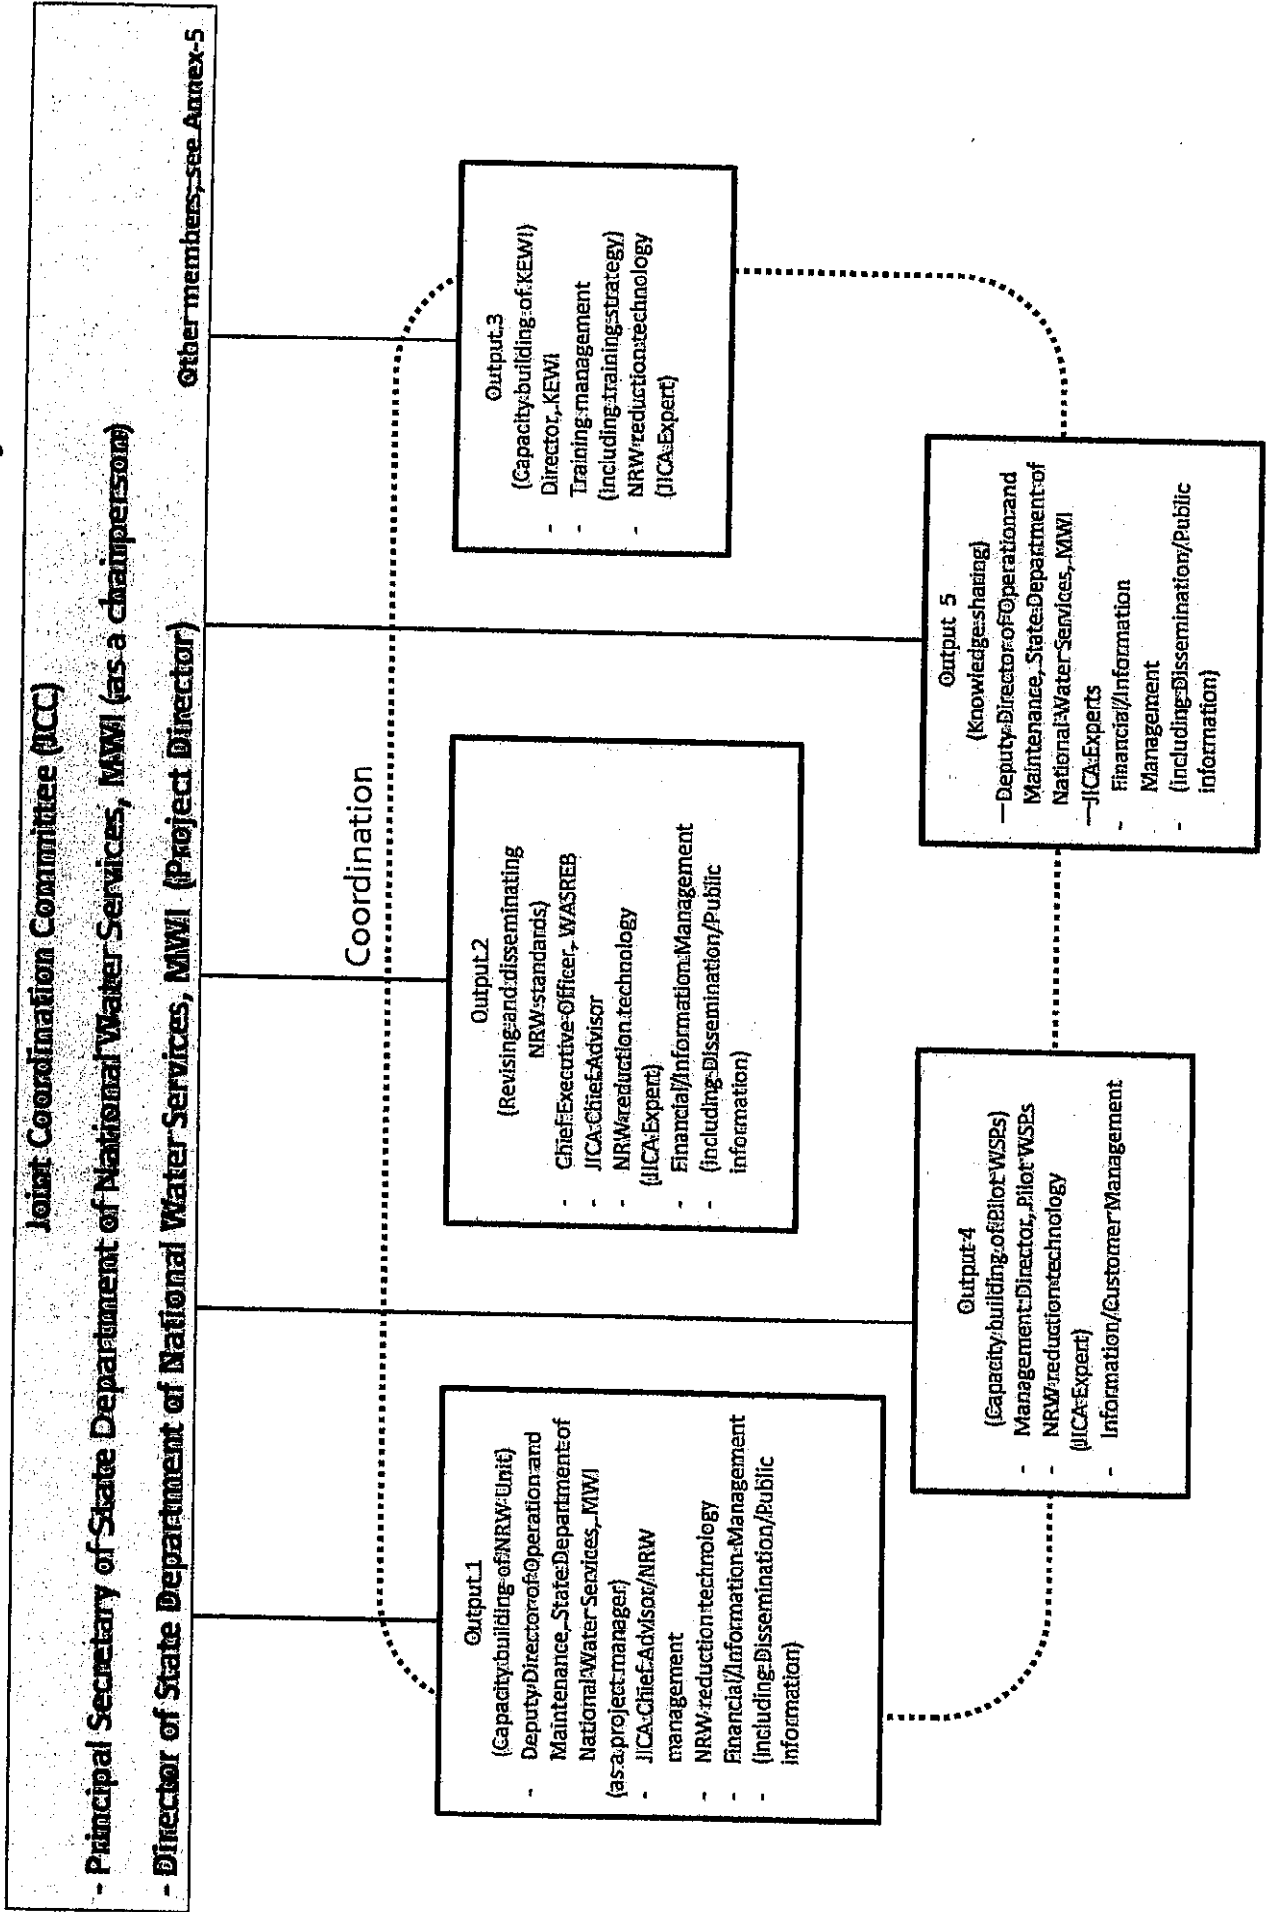 Joint Coordination Committee (JCC)
- Principal Secretary of State Department of National Water Services, MWI (as a chairperson)
- Director of State Department of National Water Services, MWI (Project Director)
Other members, see Annex-5
Coordination
Output 1
(Capacity building of NRW Unit)
- Deputy Director of Operation and
Maintenance, State Department of
National Water Services, MWI
(as a project manager)
- JICA Chief Advisor/NRW
management
- NRW reduction technology
- Financial/Information Management
- (including Dissemination/Public
information)
Output 2
(Revising and disseminating
NRW standards)
- Chief Executive Officer, WASREB
- JICA Chief Advisor
- NRW reduction technology
(JICA Expert)
- Financial/Information Management
- (including Dissemination/Public
information)
Output 3
(Capacity building of KEWI)
- Director, KEWI
- Training management
(including training strategy)
- NRW reduction technology
(JICA Expert)
Output 4
(Capacity building of Pilot WSPs)
- Management Director, Pilot WSPs
- NRW reduction technology
(JICA Expert)
- Information/Customer Management
Output 5
(Knowledge sharing)
—Deputy Director of Operation and
Maintenance, State Department of
National Water Services, MWI
—JICA Experts
- Financial/Information
Management
- (including Dissemination/Public
information)